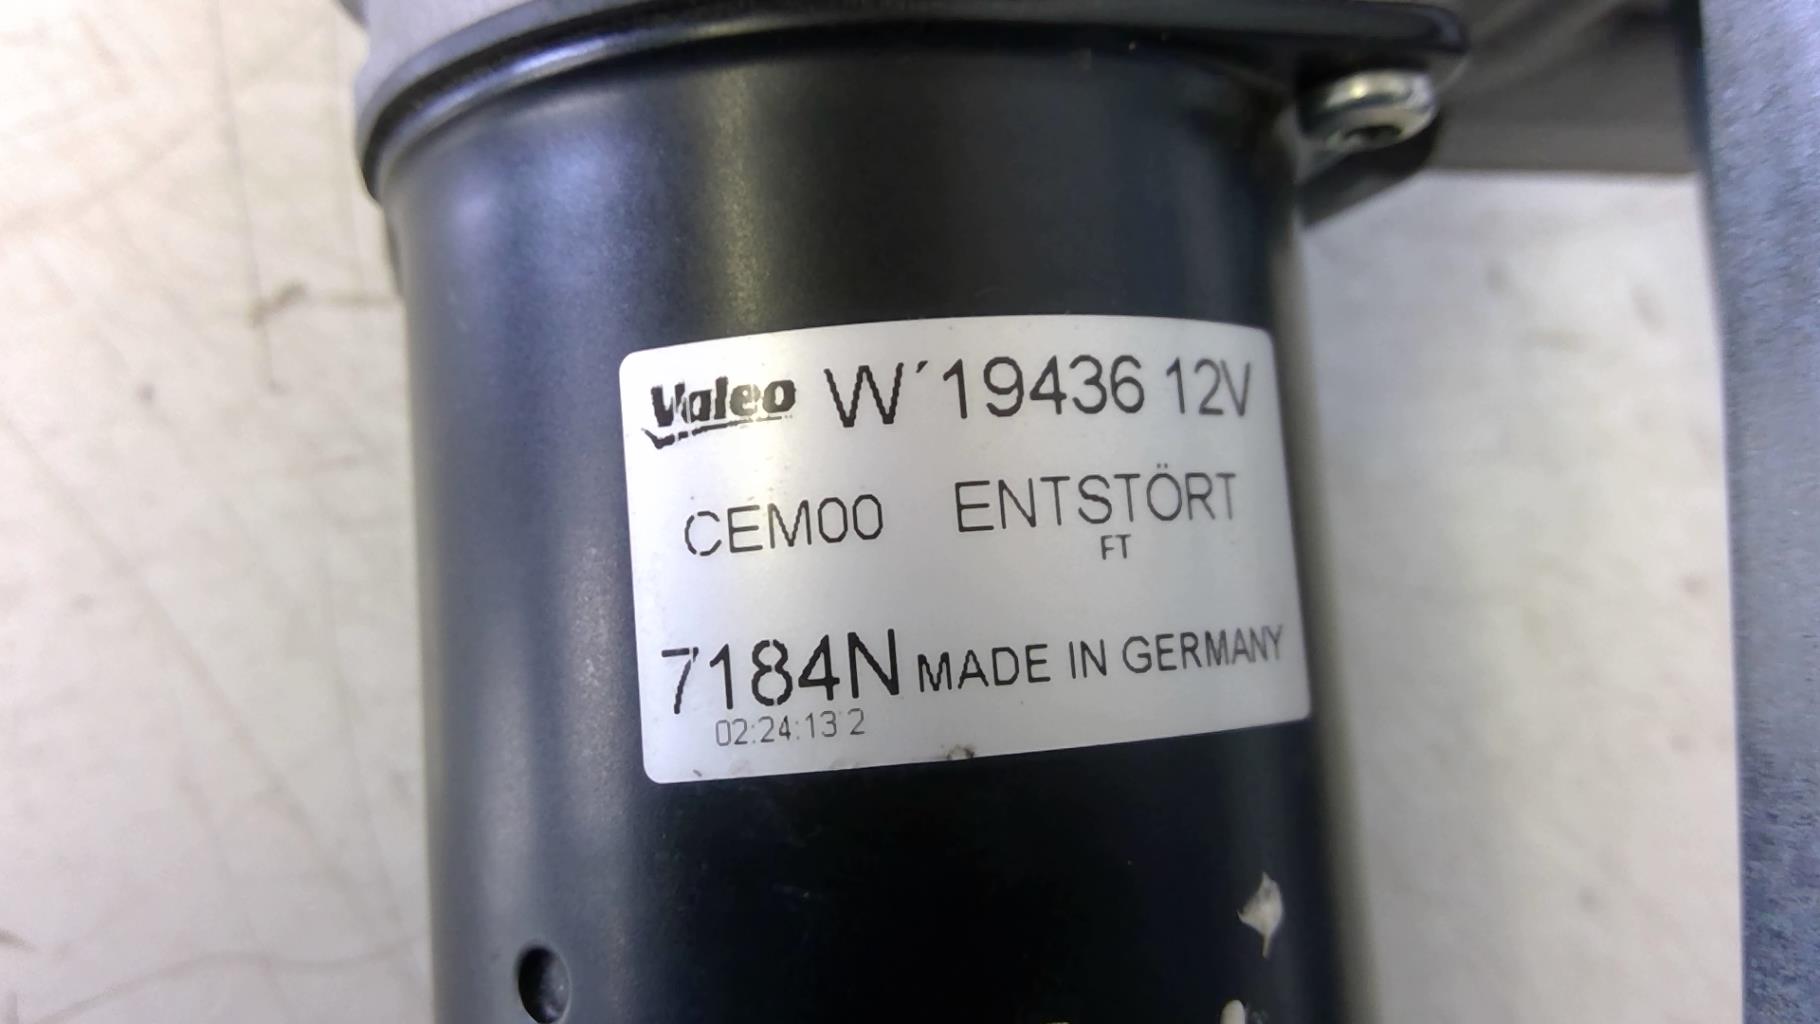 Valeo W´19436 12V
CEM00 ENTSTÖRT
FT
7184N MADE IN GERMANY
02:24:13 2